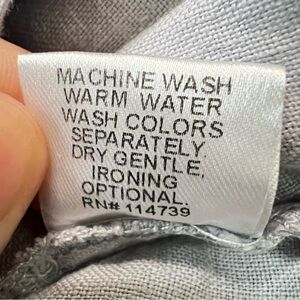 MACHINE WASH
WARM WATER
WASH COLORS
SEPARATELY
DRY GENTLE,
IRONING
OPTIONAL.
RN# 114739